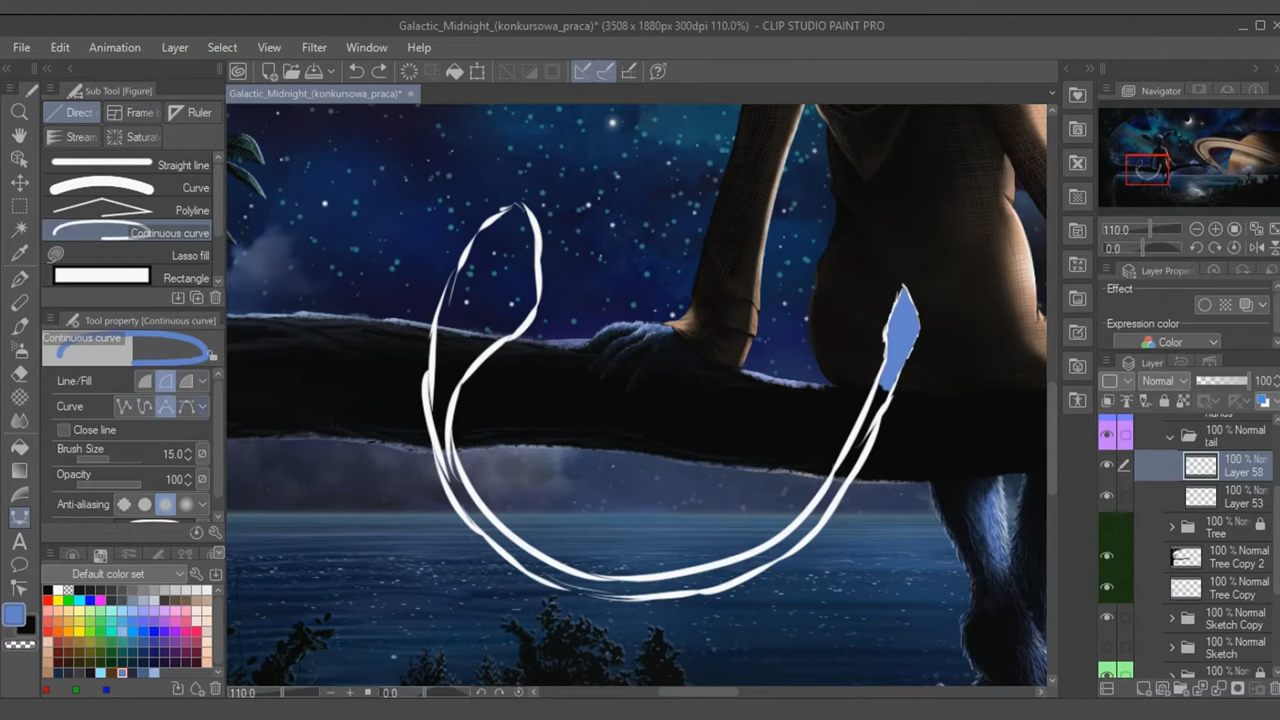 Galactic_Midnight_(konkursowa_praca)* (3508 x 1880px 300dpi 110.0%) - CLIP STUDIO PAINT PRO
File Edit Animation Layer Select View Filter Window Help
Sub Tool [Figure]
Galactic_Midnight_(konkursowa_praca)*
Navigator
Direct Frame Ruler
Stream Saturat
Straight line
Curve
Polyline
Continuous curve
Lasso fill
Rectangle
110.0
0.0
Tool property [Continuous curve]
Continuous curve
Layer Proper
Effect
Expression color
Color
Line/Fill
Curve
Close line
Brush Size 15.0
Opacity 100
Anti-aliasing
Layer
Normal 100
100 % Normal
tail
100 % No
Layer 58
100 % No
Layer 53
100 % Nor
Tree
100 % Normal
Tree Copy 2
100 % Normal
Tree Copy
100 % Normal
Sketch Copy
100 % Normal
Sketch
100 % Nor
A
Default color set
110.0 0.0